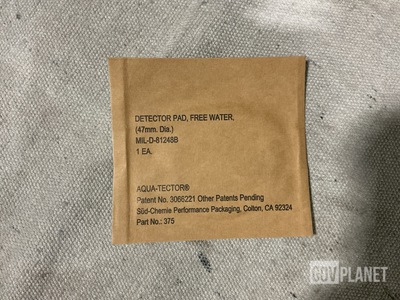 DETECTOR PAD, FREE WATER,
(47mm. Dia.)
MIL-D-81248B
1 EA.
AQUA-TECTOR®
Patent No. 3066221 Other Patents Pending
Süd-Chemie Performance Packaging, Colton, CA 92324
Part No.: 375
GOVPLANET